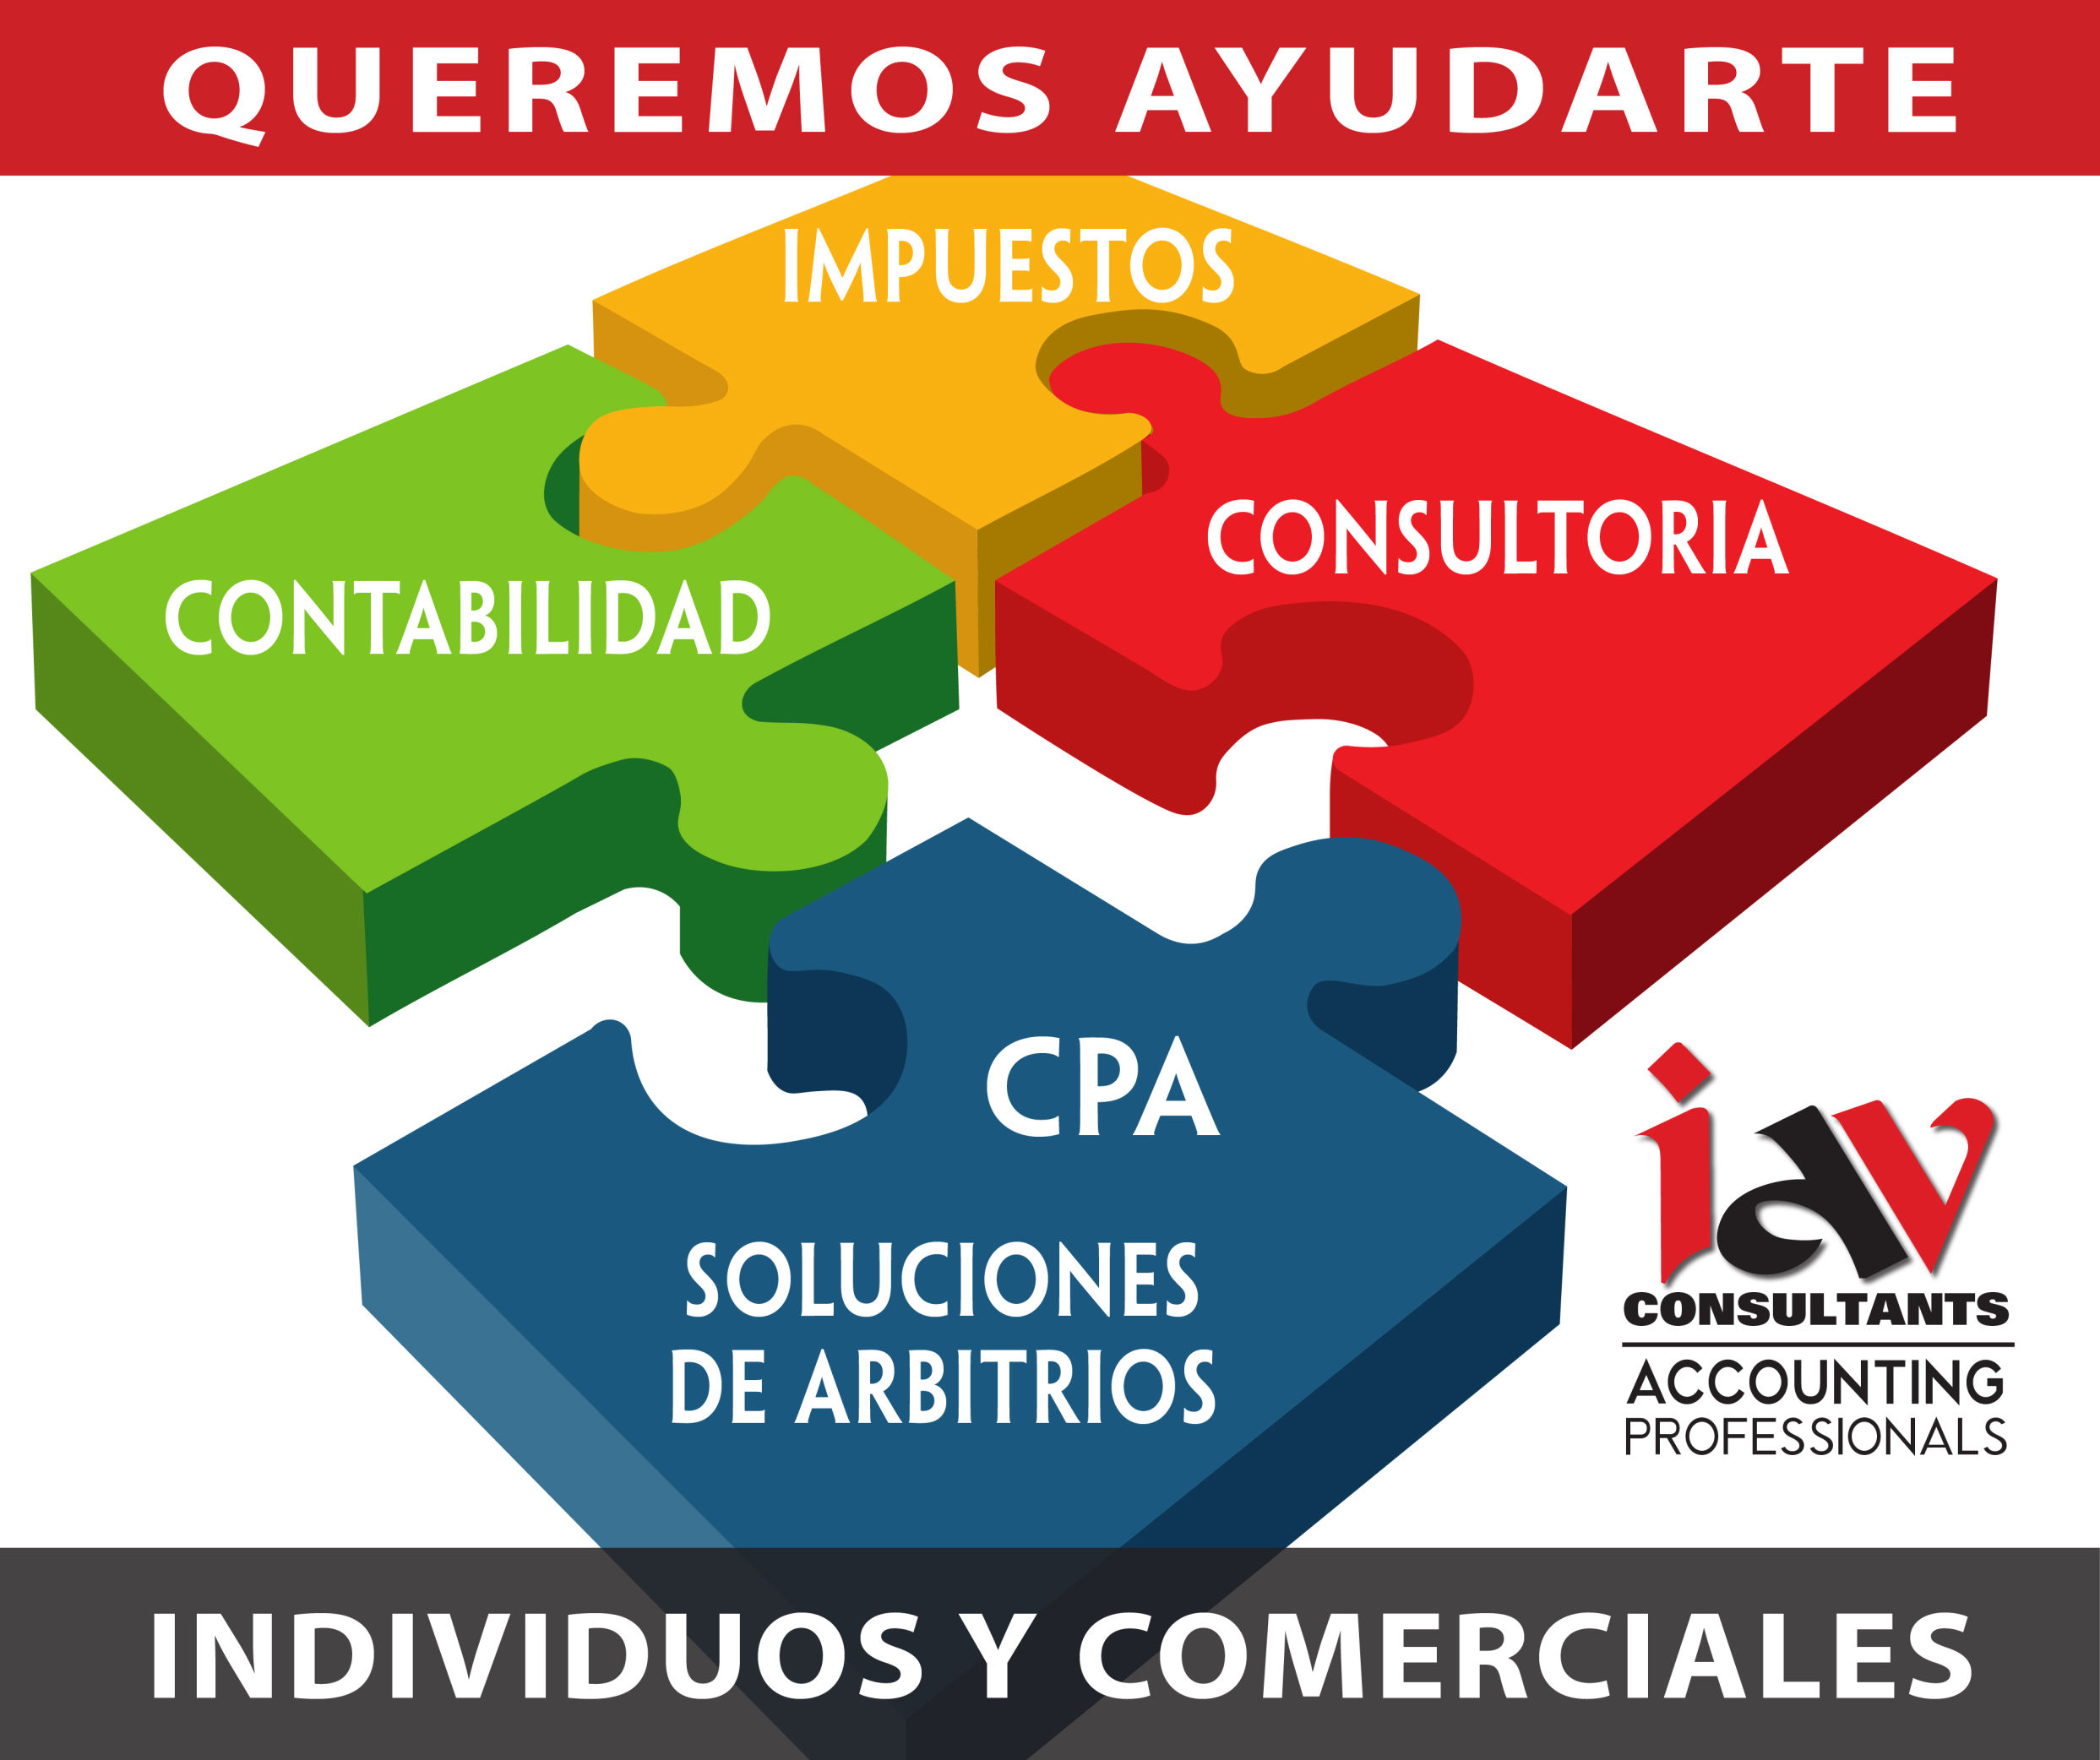 QUEREMOS AYUDARTE
IMPUESTOS
CONSULTORIA
CONTABILIDAD
CPA
SOLUCIONES
DE ARBITRIOS
iav
CONSULTANTS
ACCOUNTING
PROFESSIONALS
INDIVIDUOS Y COMERCIALES